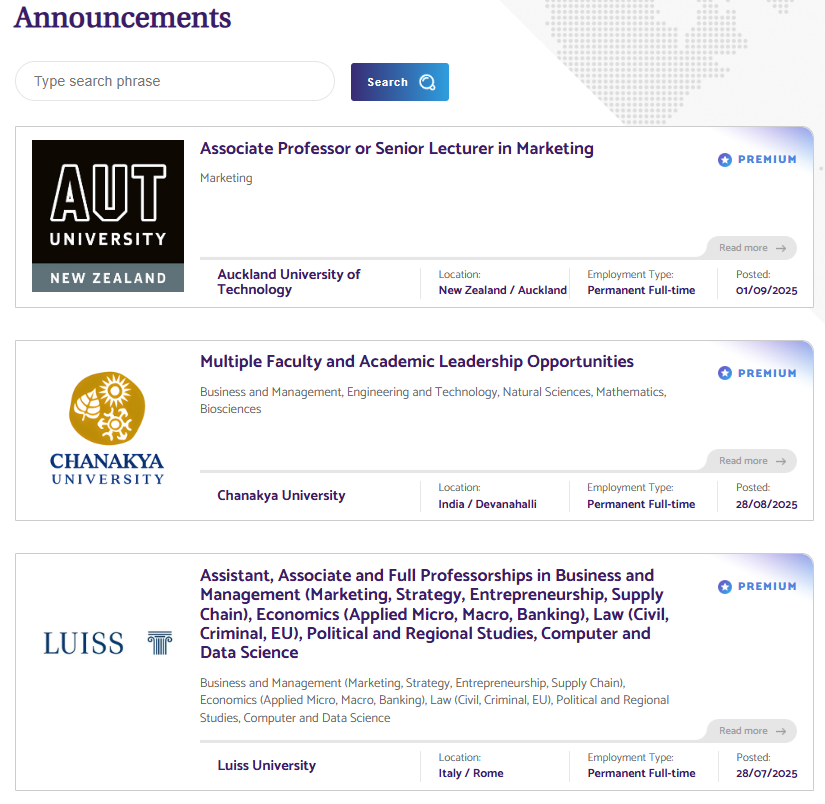 Announcements
Type search phrase
Search
AUT
UNIVERSITY
NEW ZEALAND
Associate Professor or Senior Lecturer in Marketing
PREMIUM
Marketing
Read more
Auckland University of
Technology
Location:
New Zealand / Auckland
Employment Type:
Permanent Full-time
Posted:
01/09/2025
CHANAKYA
UNIVERSITY
Multiple Faculty and Academic Leadership Opportunities
PREMIUM
Business and Management, Engineering and Technology, Natural Sciences, Mathematics,
Biosciences
Read more
Chanakya University
Location:
India / Devanahalli
Employment Type:
Permanent Full-time
Posted:
28/08/2025
LUISS
Assistant, Associate and Full Professorships in Business and
Management (Marketing, Strategy, Entrepreneurship, Supply
Chain), Economics (Applied Micro, Macro, Banking), Law (Civil,
Criminal, EU), Political and Regional Studies, Computer and
Data Science
PREMIUM
Business and Management (Marketing, Strategy, Entrepreneurship, Supply Chain),
Economics (Applied Micro, Macro, Banking), Law (Civil, Criminal, EU), Political and Regional
Studies, Computer and Data Science
Read more
Luiss University
Location:
Italy / Rome
Employment Type:
Permanent Full-time
Posted:
28/07/2025